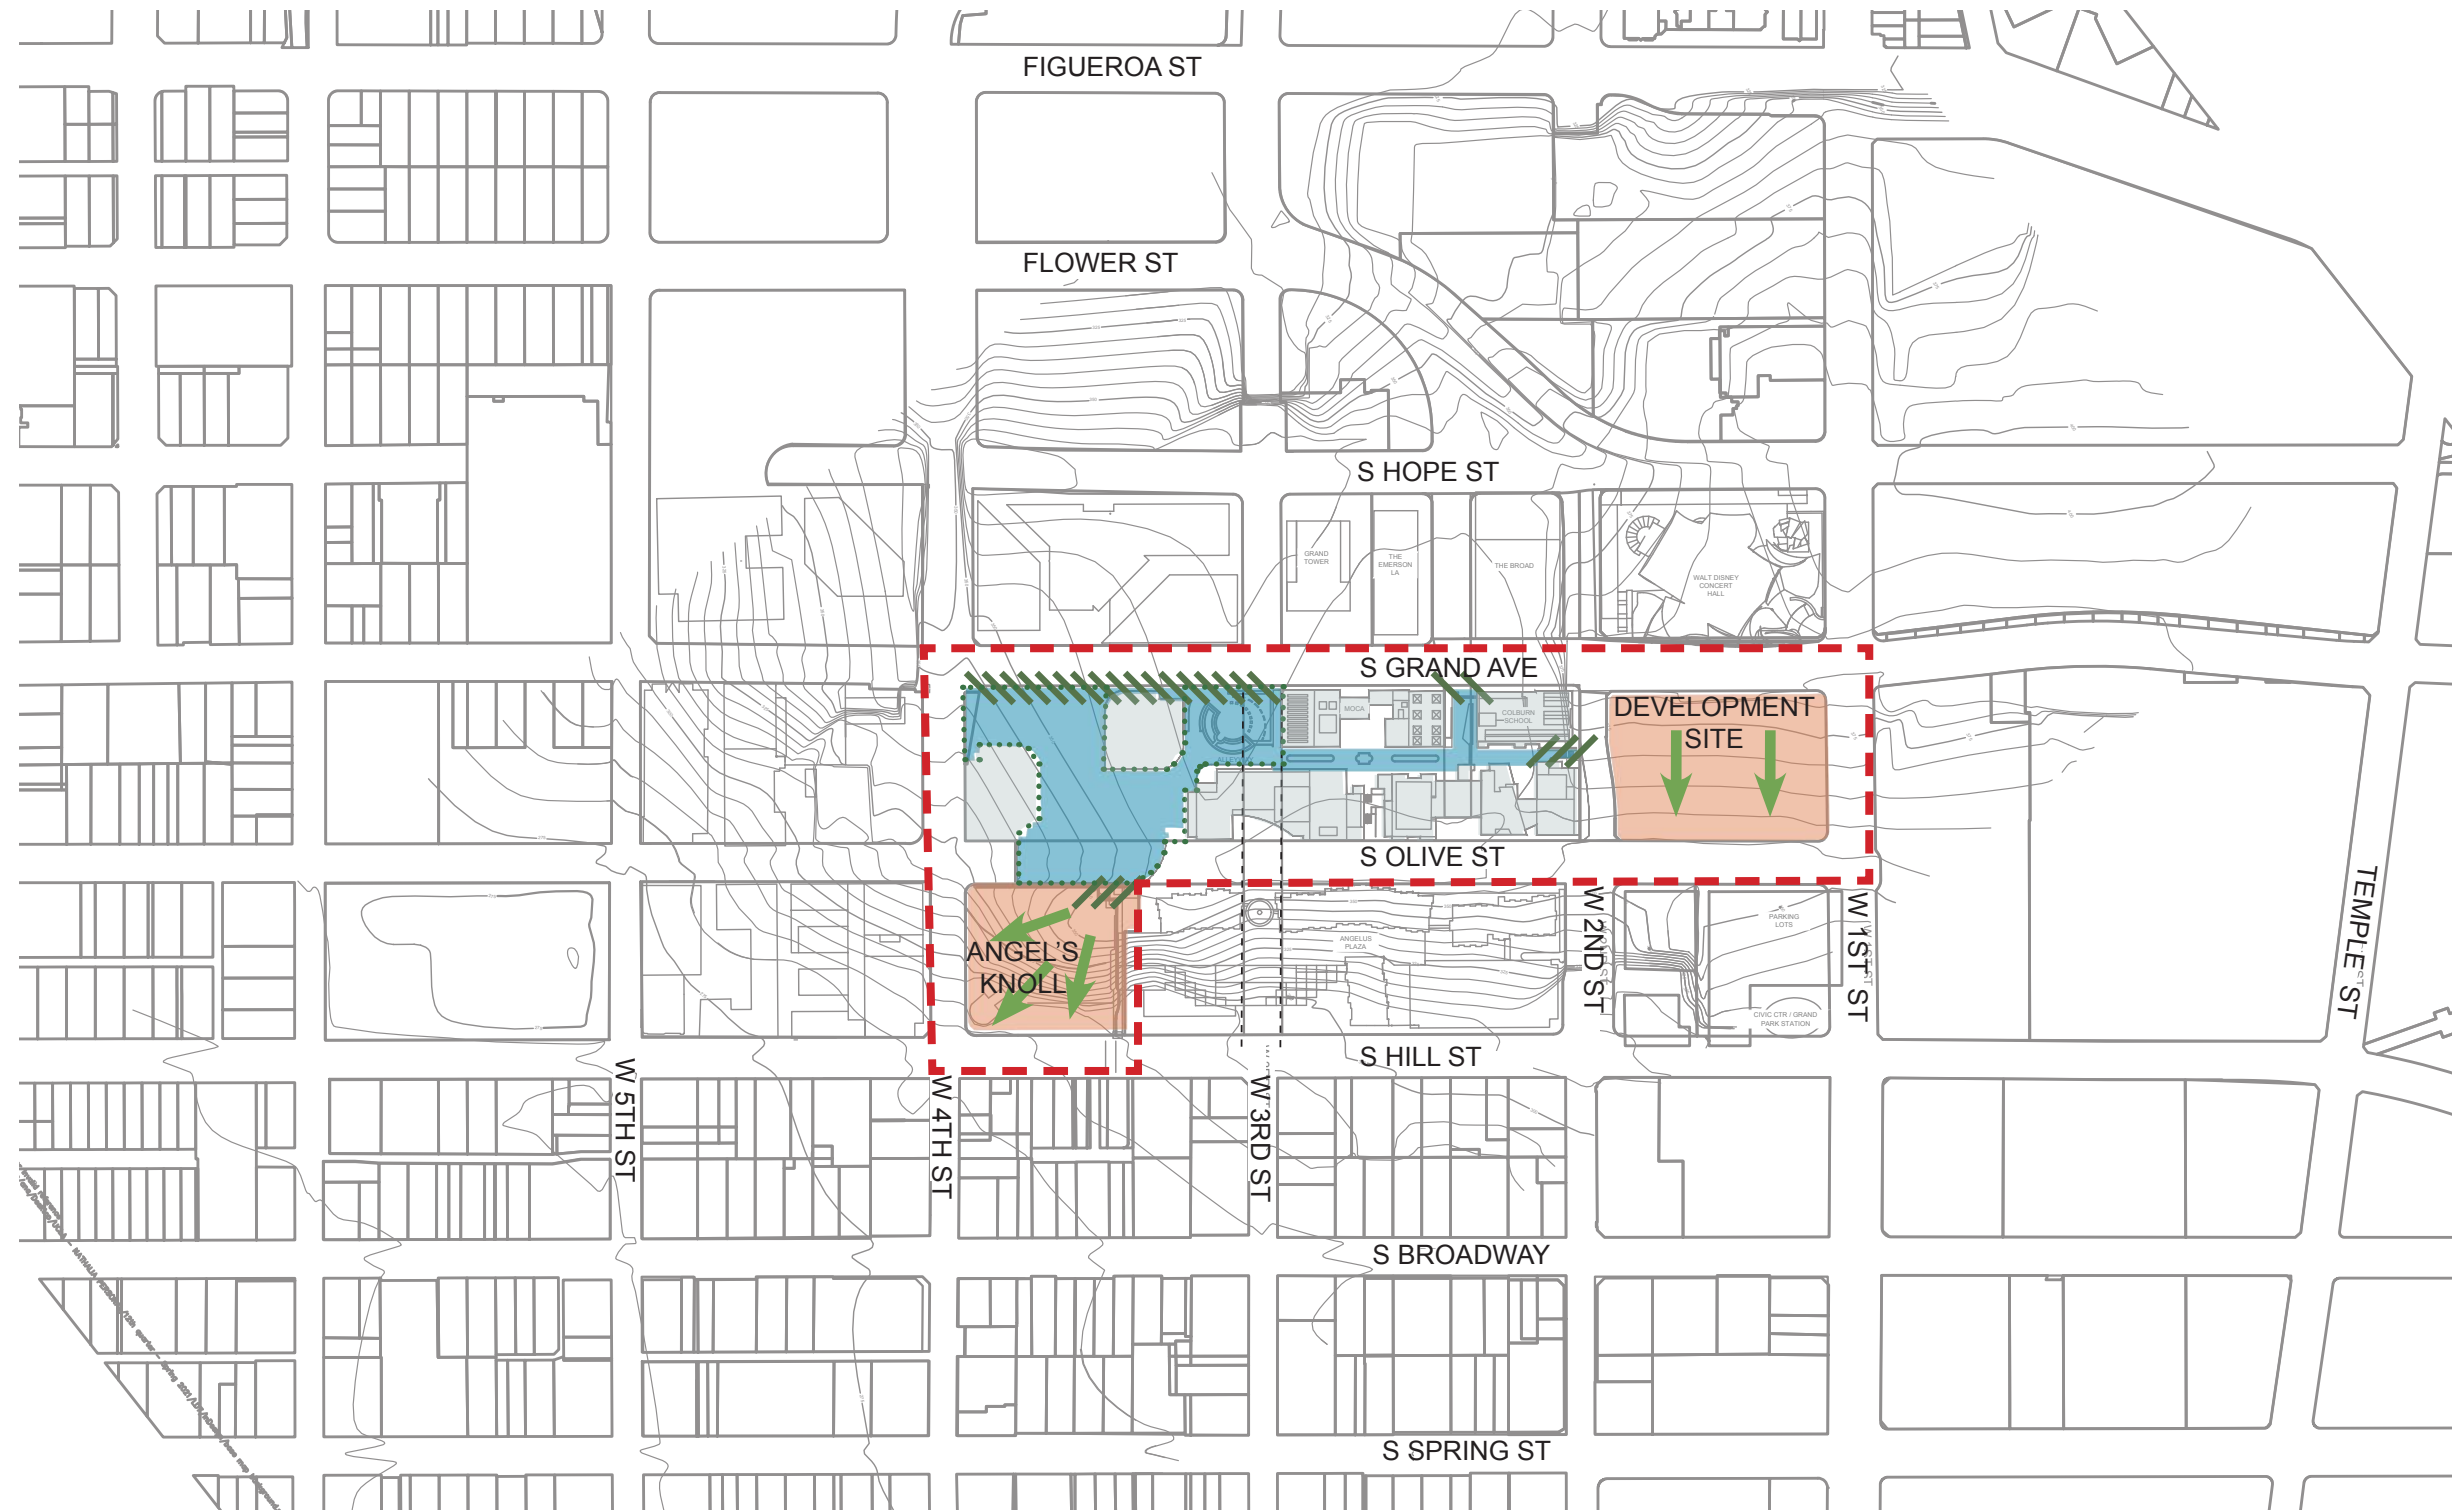 FIGUEROA ST
FLOWER ST
S HOPE ST
GRAND
TOWER
THE
EMERSON
LA
THE BROAD
WALT DISNEY
CONCERT
HALL
S GRAND AVE
MOCA
COLBURN
SCHOOL
DEVELOPMENT
SITE
S OLIVE ST
ANGEL'S
KNOLL
ANGELUS
PLAZA
W 2ND ST
PARKING
LOTS
W 1ST ST
TEMPLE ST
CIVIC CTR / GRAND
PARK STATION
S HILL ST
W 5TH ST
W 4TH ST
W 3RD ST
S BROADWAY
S SPRING ST